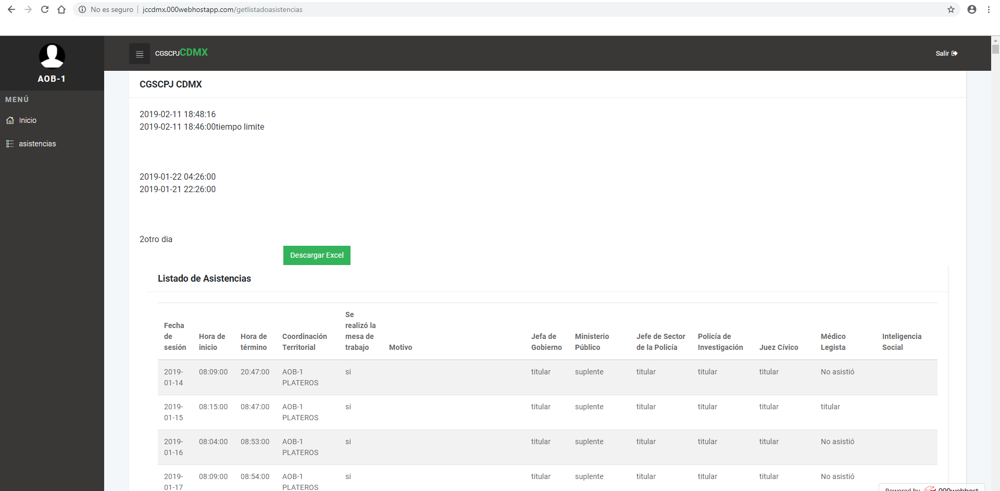 No es seguro | jccdmx.000webhostapp.com/getlistadoasistencias
AOB-1
MENÚ
Inicio
asistencias
CGSCPJCDMX
Salir
CGSCPJ CDMX
2019-02-11 18:48:16
2019-02-11 18:46:00tiempo limite
2019-01-22 04:26:00
2019-01-21 22:26:00
2otro dia
Descargar Excel
Listado de Asistencias
Fecha de sesión Hora de inicio Hora de término Coordinación Territorial Se realizó la mesa de trabajo Motivo Jefa de Gobierno Ministerio Público Jefe de Sector de la Policía Policía de Investigación Juez Cívico Médico Legista Inteligencia Social
2019-01-14 08:09:00 20:47:00 AOB-1 PLATEROS si titular suplente titular titular titular No asistió
2019-01-15 08:15:00 08:47:00 AOB-1 PLATEROS si titular suplente titular titular titular titular
2019-01-16 08:04:00 08:53:00 AOB-1 PLATEROS si titular suplente titular titular titular No asistió
2019-01-17 08:09:00 08:54:00 AOB-1 PLATEROS si titular suplente titular titular titular No asistió
Powered by 000webhost